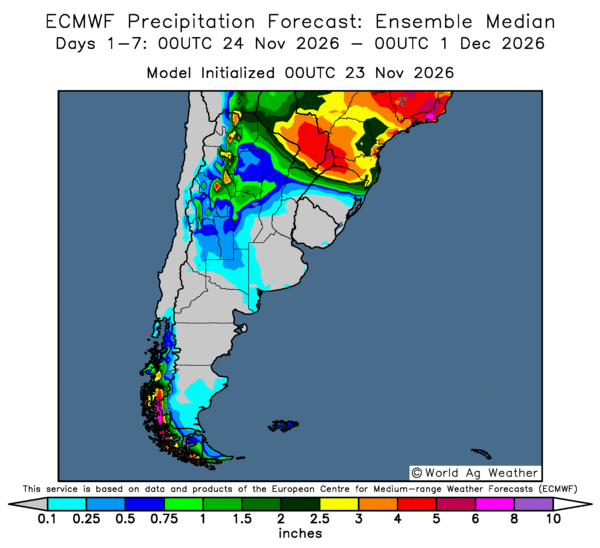 ECMWF Precipitation Forecast: Ensemble Median
Days 1-7: 00UTC 24 Nov 2026 - 00UTC 1 Dec 2026
Model Initialized 00UTC 23 Nov 2026
© World Ag Weather
This service is based on data and products of the European Centre for Medium-range Weather Forecasts (ECMWF)
0.1 0.25 0.5 0.75 1 1.5 2 2.5 3 4 5 6 8 10
inches